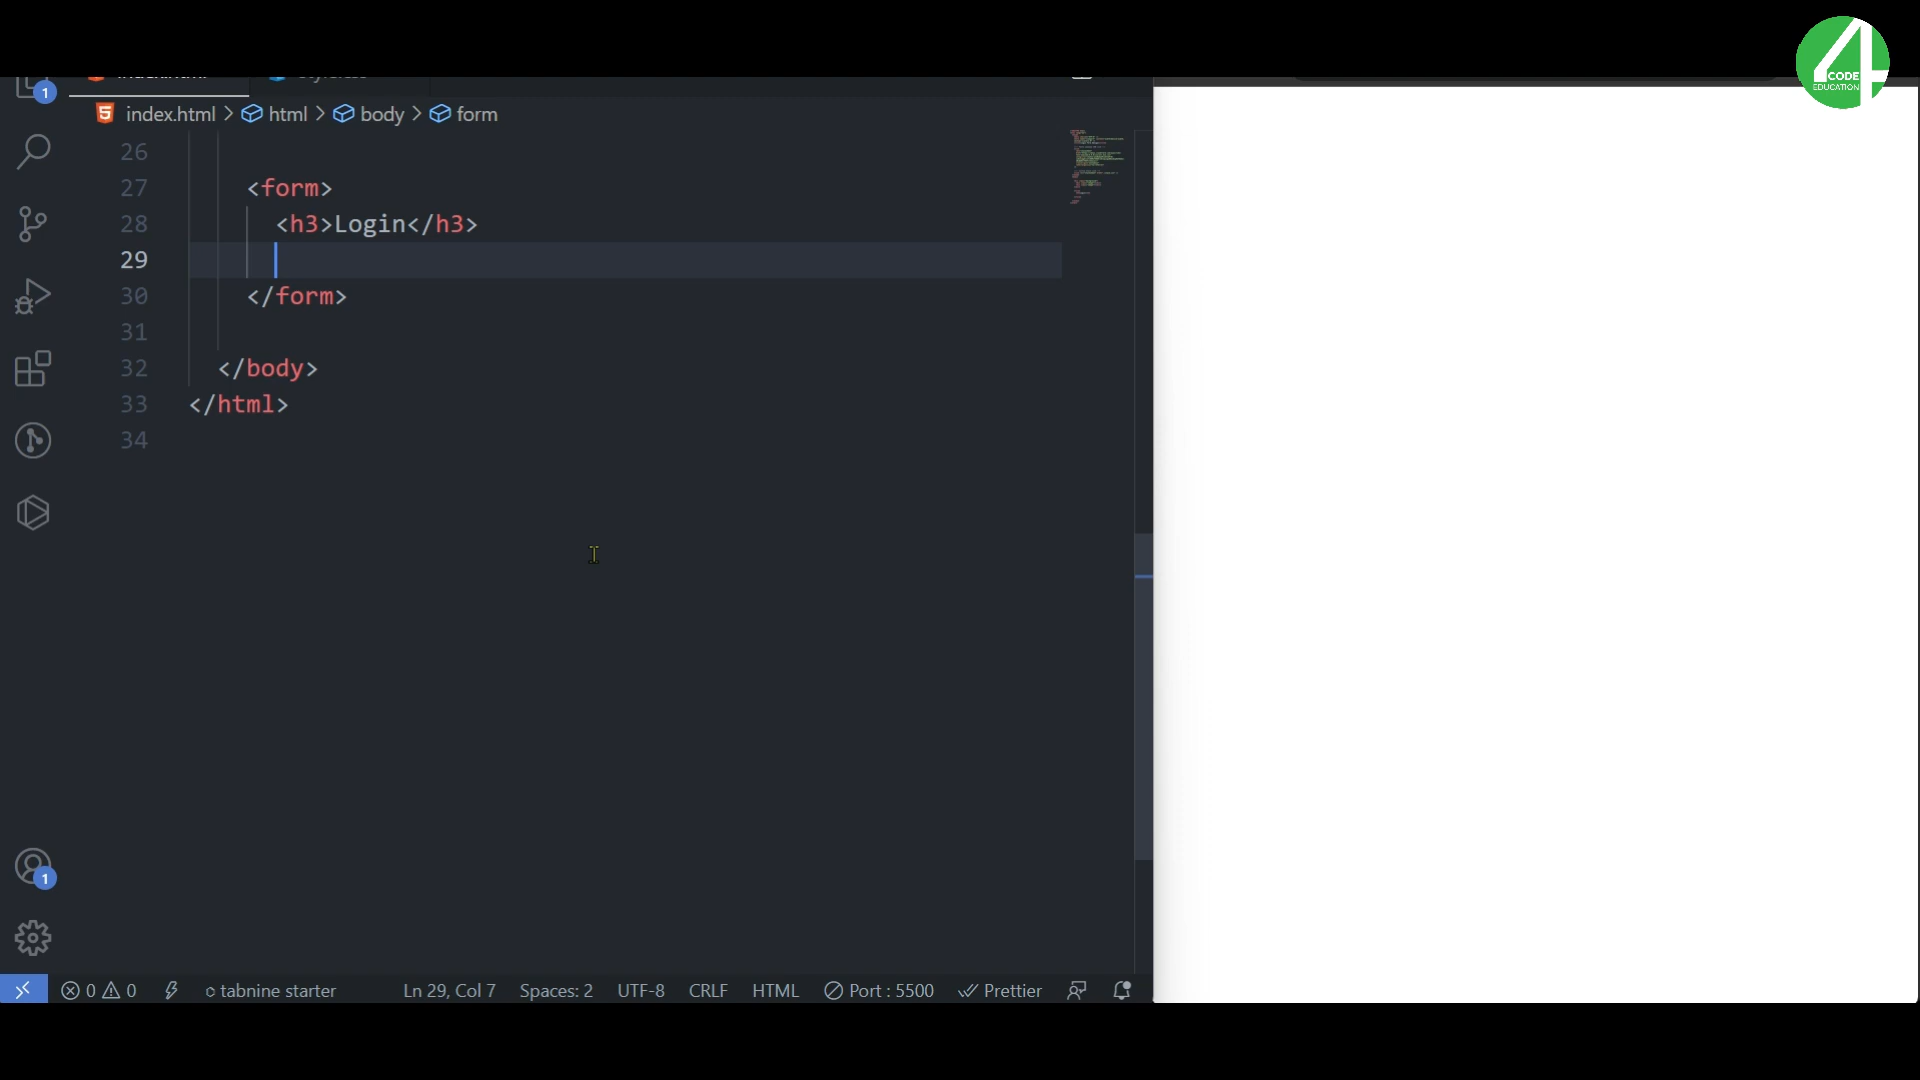 4
CODE
EDUCATION
1
index.html > html > body > form
26
27 <form>
28 <h3>Login</h3>
29
30 </form>
31
32 </body>
33 </html>
34
1
0 0 tabnine starter Ln 29, Col 7 Spaces: 2 UTF-8 CRLF HTML Port : 5500 Prettier